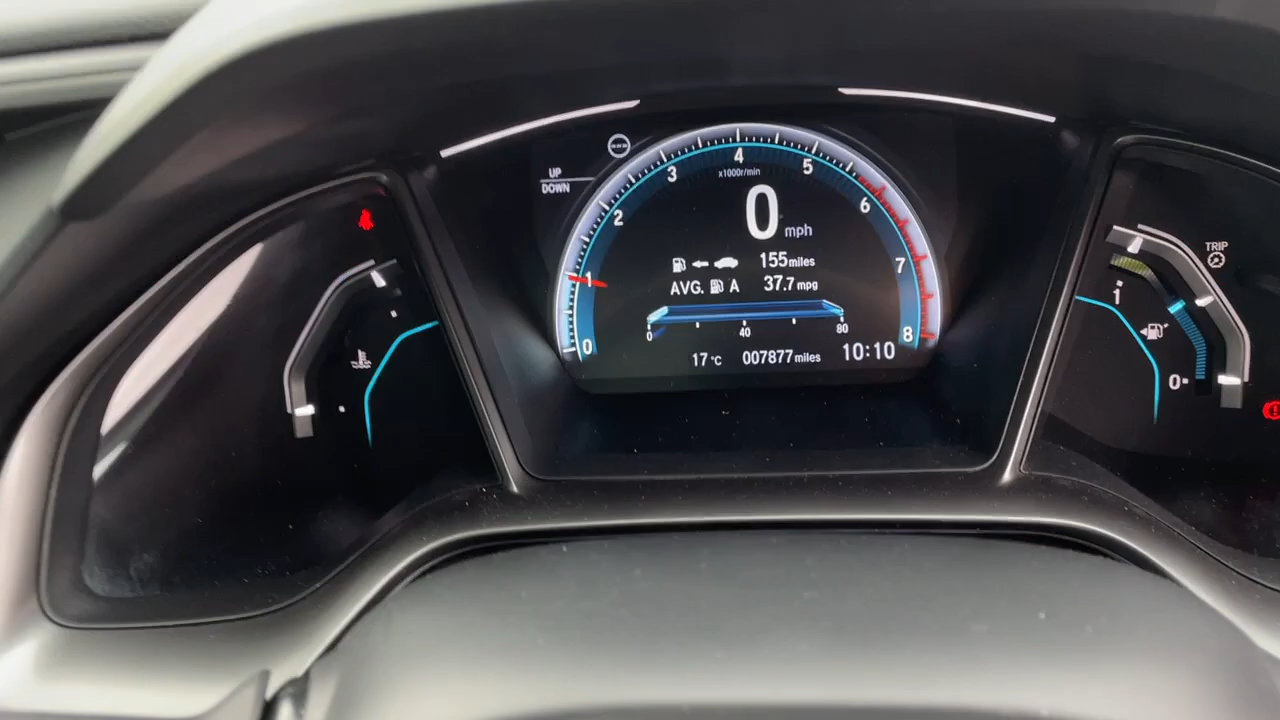 UP
DOWN
0 1 2 3 4 5 6 7 8
x1000r/min
0 mph
155 miles
AVG. A 37.7 mpg
0 40 80
17°C 007877 miles 10:10
TRIP
1
0